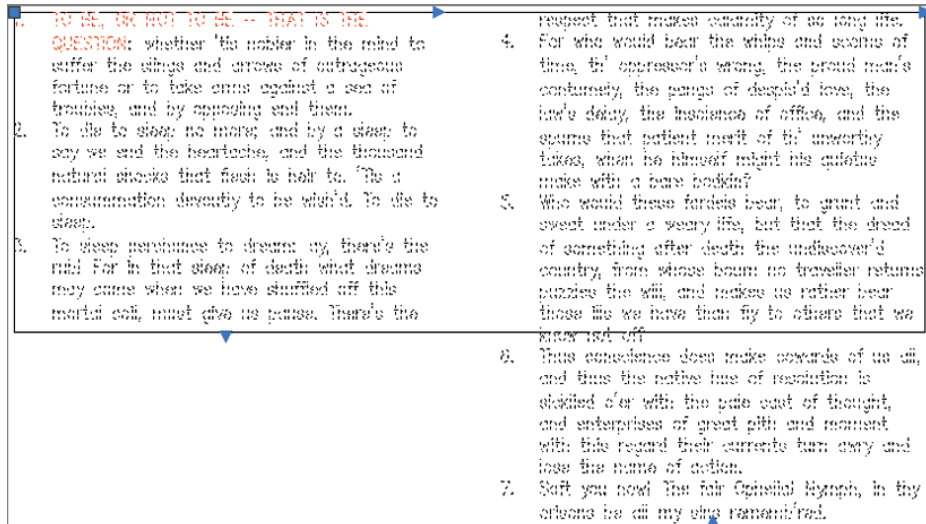 1. TO BE, OR NOT TO BE -- THAT IS THE
QUESTION: whether 'tis nobler in the mind to
suffer the slings and arrows of outrageous
fortune or to take arms against a sea of
troubles, and by opposing end them.
2. To die to sleep no more; and by a sleep to
say we end the heartache, and the thousand
natural shocks that flesh is heir to. 'Tis a
consummation devoutly to be wish'd. To die to
sleep.
3. To sleep perchance to dream: ay, there's the
rub! For in that sleep of death what dreams
may come when we have shuffled off this
mortal coil, must give us pause. There's the
respect that makes calamity of so long life.
4. For who would bear the whips and scorns of
time, th' oppressor's wrong, the proud man's
contumely, the pangs of despis'd love, the
law's delay, the insolence of office, and the
spurns that patient merit of th' unworthy
takes, when he himself might his quietus
make with a bare bodkin?
5. Who would these fardels bear, to grunt and
sweat under a weary life, but that the dread
of something after death the undiscover'd
country, from whose bourn no traveller returns
puzzles the will, and makes us rather bear
those ills we have than fly to others that we
know not of?
6. Thus conscience does make cowards of us all,
and thus the native hue of resolution is
sicklied o'er with the pale cast of thought,
and enterprises of great pith and moment
with this regard their currents turn awry and
lose the name of action.
7. Soft you now! The fair Ophelia! Nymph, in thy
orisons be all my sins rememb'red.